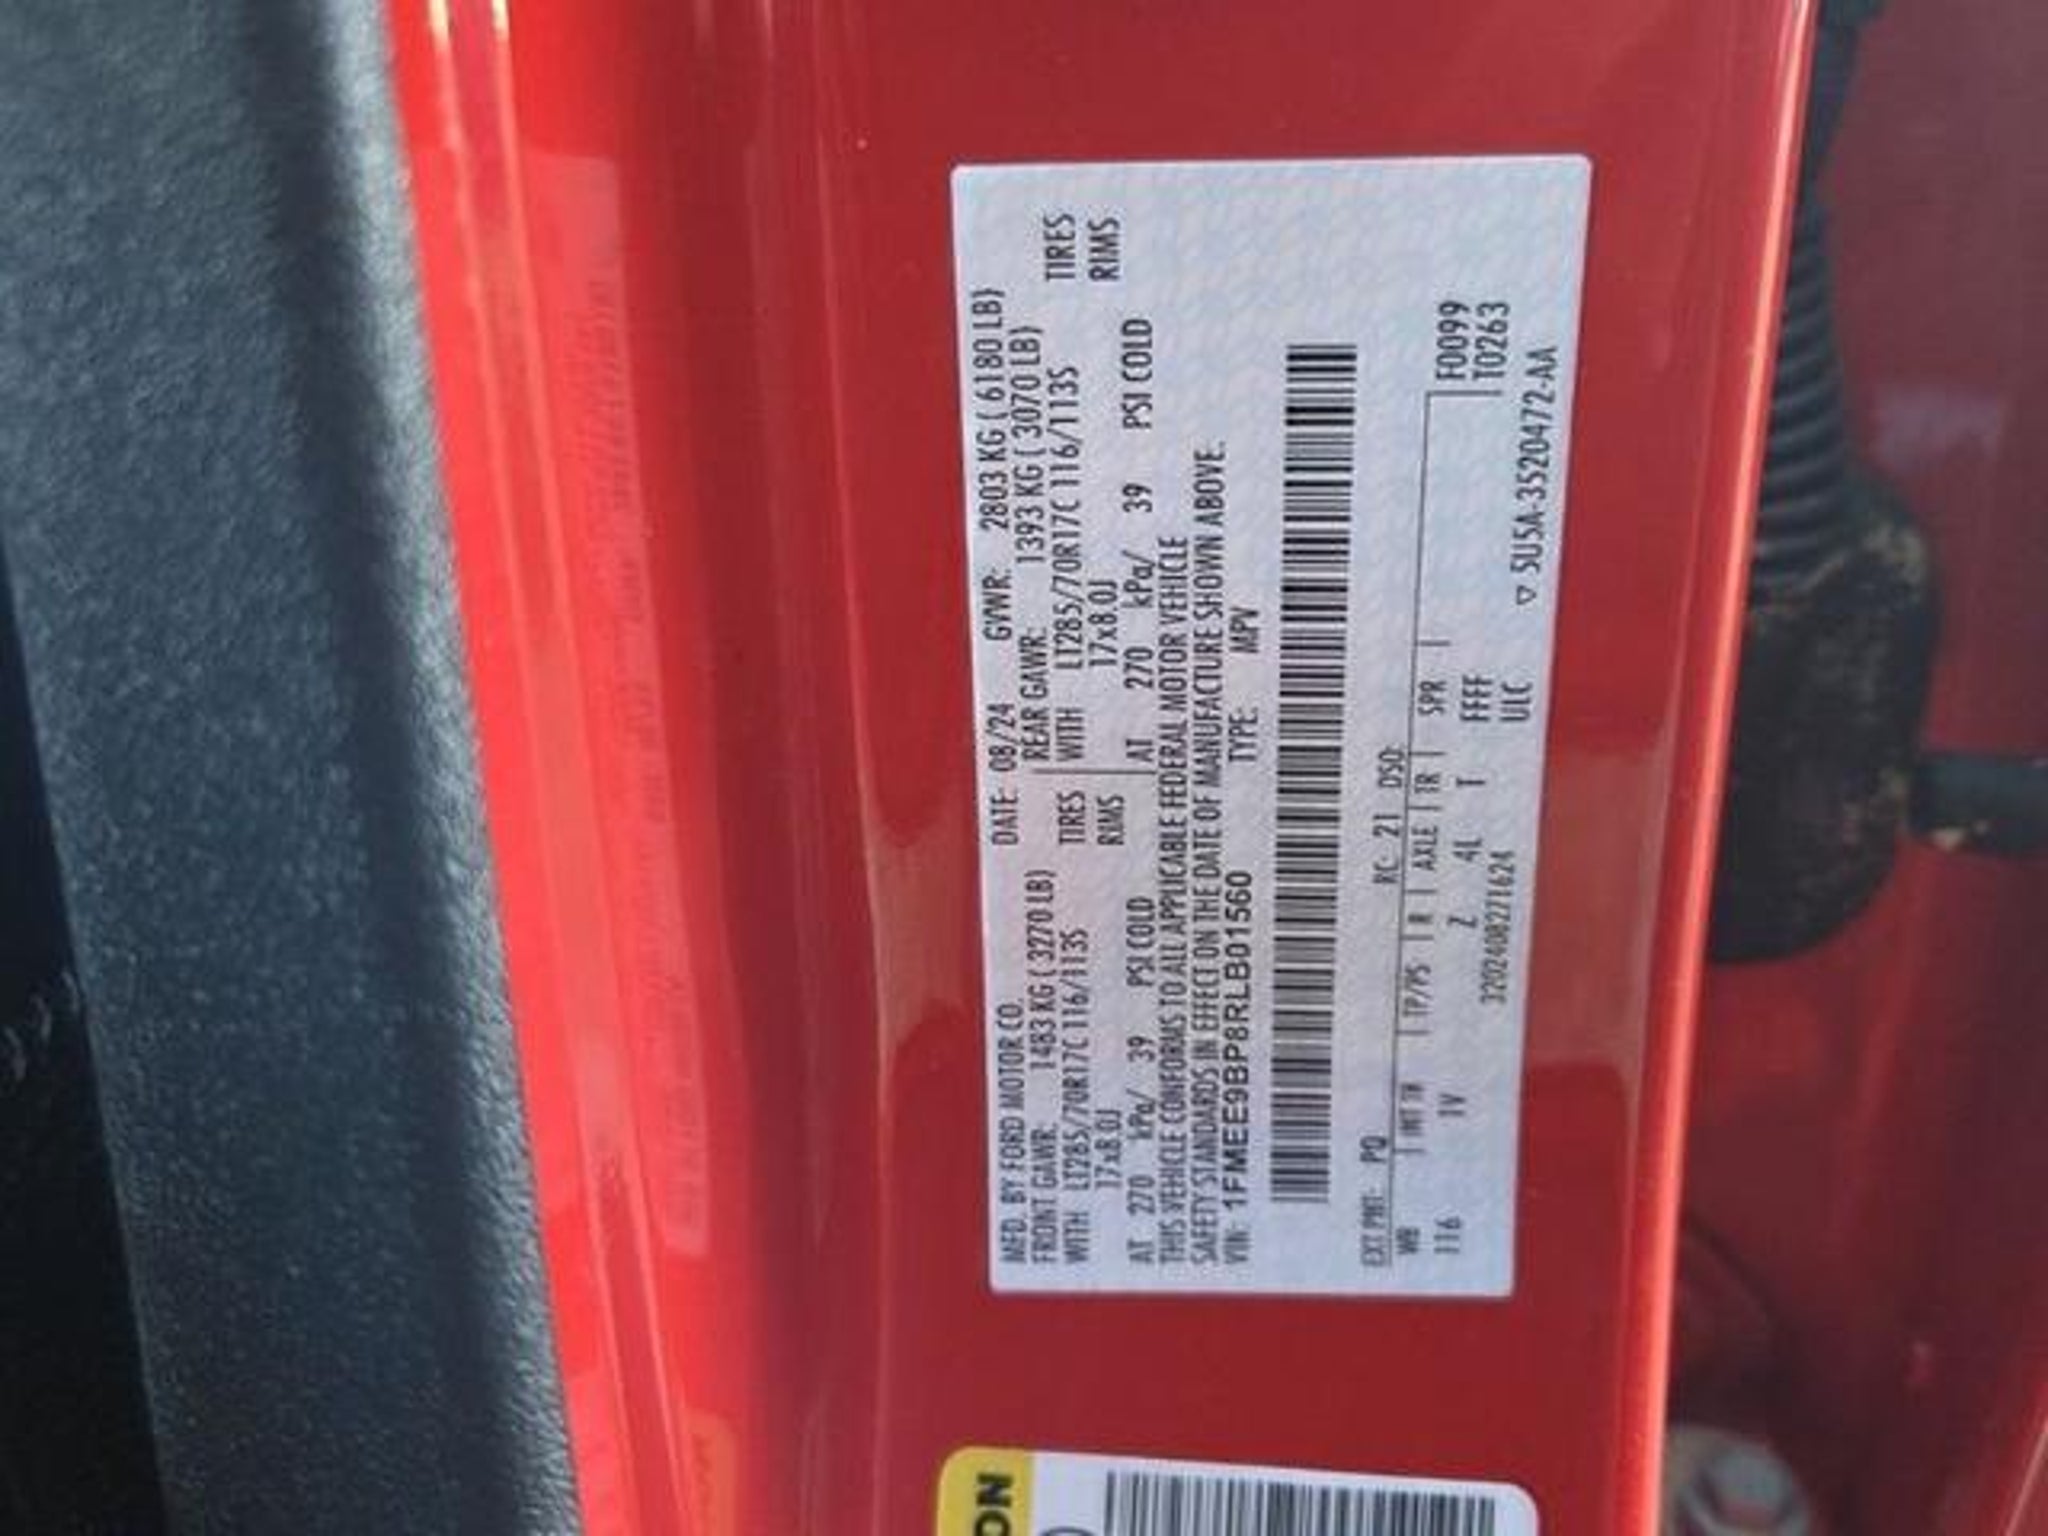 MFD. BY FORD MOTOR CO. DATE: 08/24 GVWR: 2803 KG ( 6180 LB)
FRONT GAWR: 1483 KG ( 3270 LB) REAR GAWR: 1393 KG ( 3070 LB)
WITH LT285/70R17C 116/113S TIRES WITH LT285/70R17C 116/113S TIRES
17x8.0J RIMS 17x8.0J RIMS
AT 270 kPa/ 39 PSI COLD AT 270 kPa/ 39 PSI COLD
THIS VEHICLE CONFORMS TO ALL APPLICABLE FEDERAL MOTOR VEHICLE
SAFETY STANDARDS IN EFFECT ON THE DATE OF MANUFACTURE SHOWN ABOVE.
VIN: 1FMEE9BP8RLB01560 TYPE: MPV
EXT PNT: PQ RC: 21 DSO:
WB INT TR TP/PS R AXLE TR SPR F0099
116 1V Z 4L T FFFF T0263
3202408271624 ULC
▽ SU5A-3520472-AA
ON